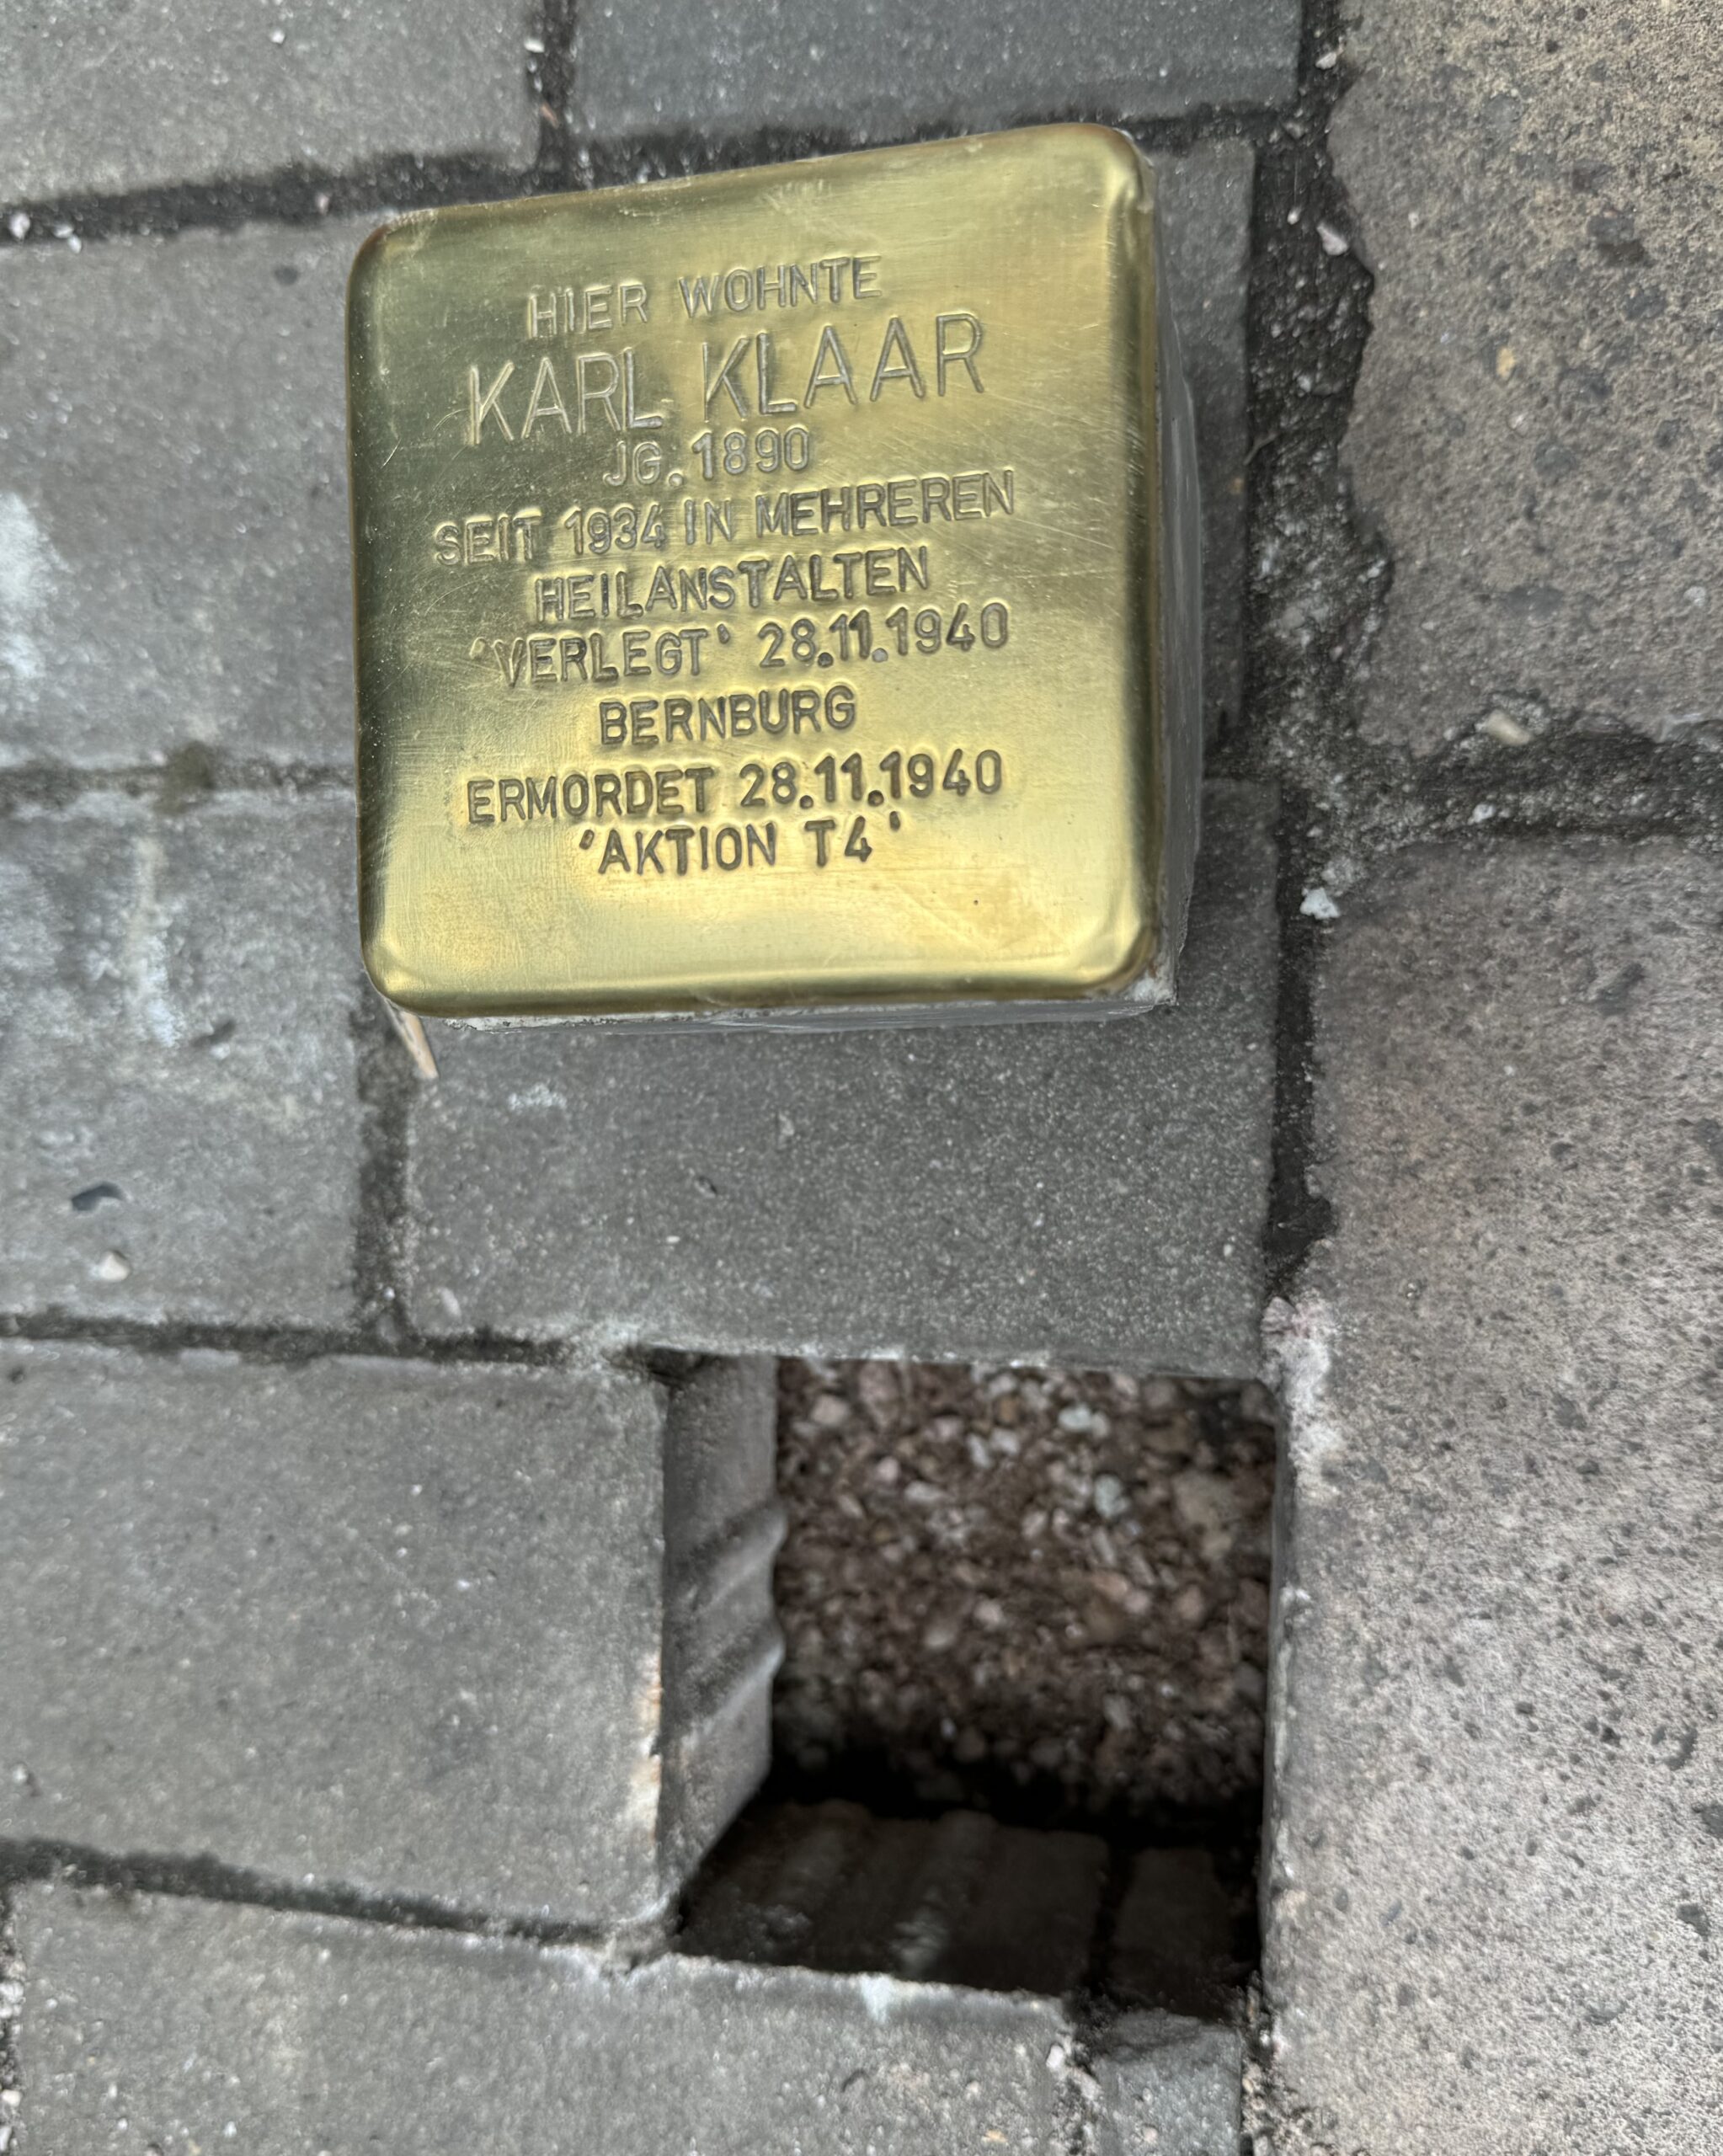 HIER WOHNTE
KARL KLAAR
JG. 1890
SEIT 1934 IN MEHREREN
HEILANSTALTEN
'VERLEGT' 28.11.1940
BERNBURG
ERMORDET 28.11.1940
'AKTION T4'